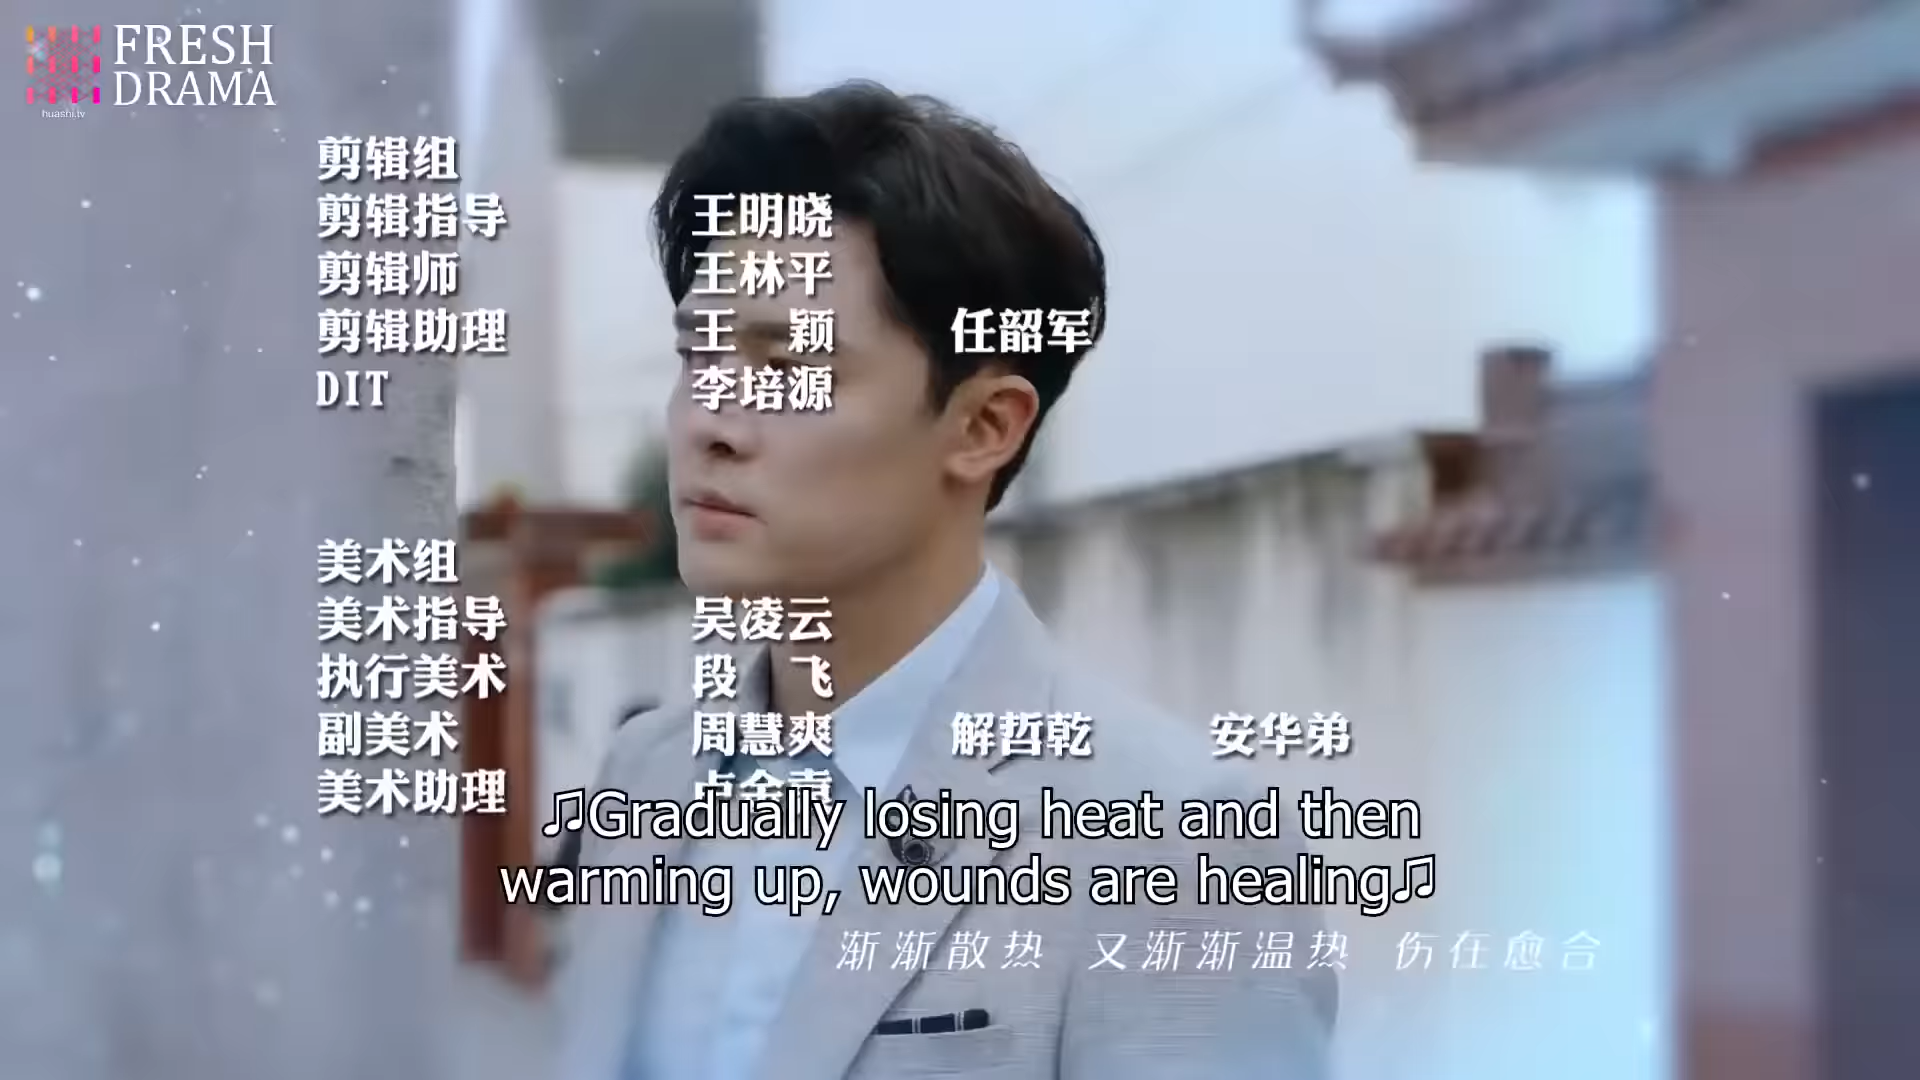 FRESH
DRAMA
huashi.tv
剪辑组
剪辑指导 王明晓
剪辑师 王林平
剪辑助理 王 颖 任韶军
DIT 李培源
美术组
美术指导 吴凌云
执行美术 段 飞
副美术 周慧爽 解哲乾 安华弟
美术助理
♫Gradually losing heat and then
warming up, wounds are healing♫
渐渐散热 又渐渐温热 伤在愈合